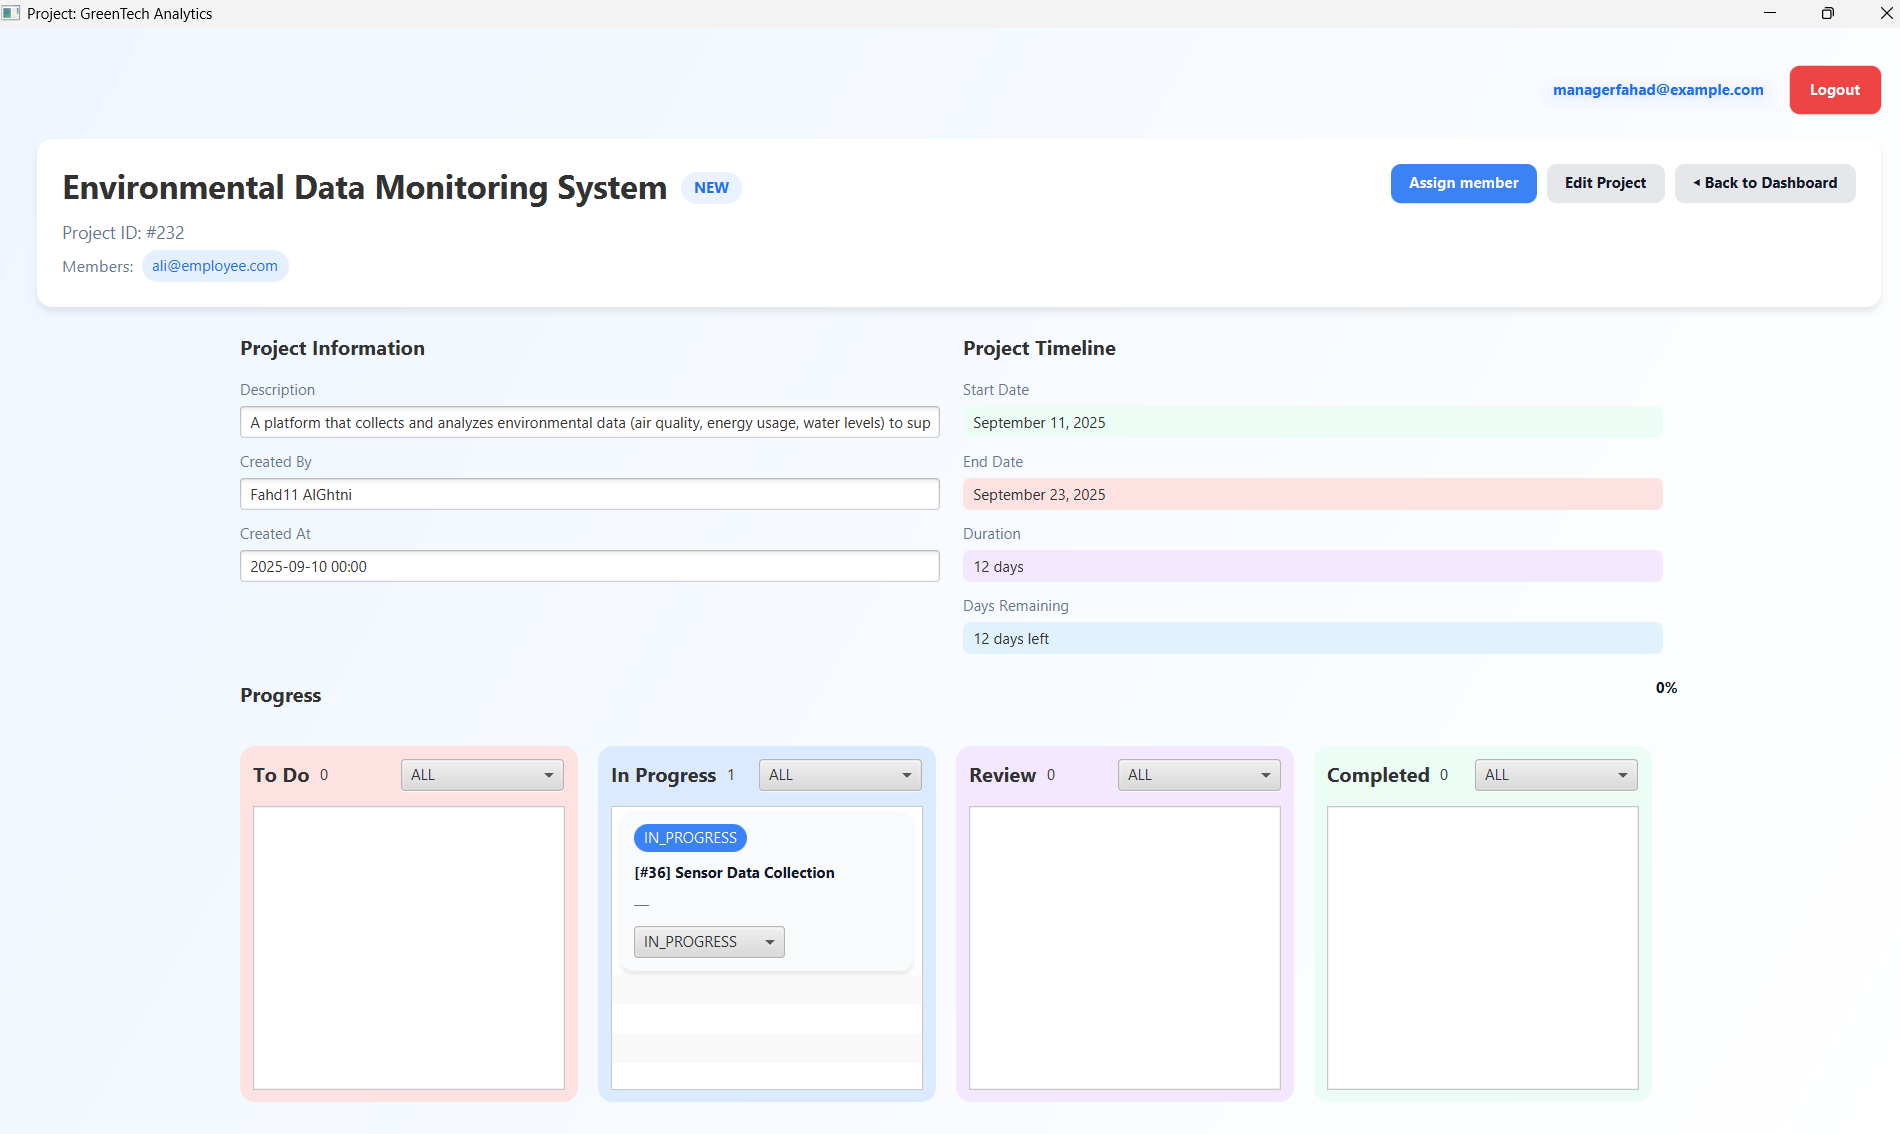 Project: GreenTech Analytics
managerfahad@example.com
Logout
Environmental Data Monitoring System NEW
Assign member
Edit Project
Back to Dashboard
Project ID: #232
Members: ali@employee.com
Project Information
Description
A platform that collects and analyzes environmental data (air quality, energy usage, water levels) to sup
Created By
Fahd11 AlGhtni
Created At
2025-09-10 00:00
Project Timeline
Start Date
September 11, 2025
End Date
September 23, 2025
Duration
12 days
Days Remaining
12 days left
Progress
0%
To Do 0 ALL
In Progress 1 ALL
IN_PROGRESS
[#36] Sensor Data Collection
—
IN_PROGRESS
Review 0 ALL
Completed 0 ALL